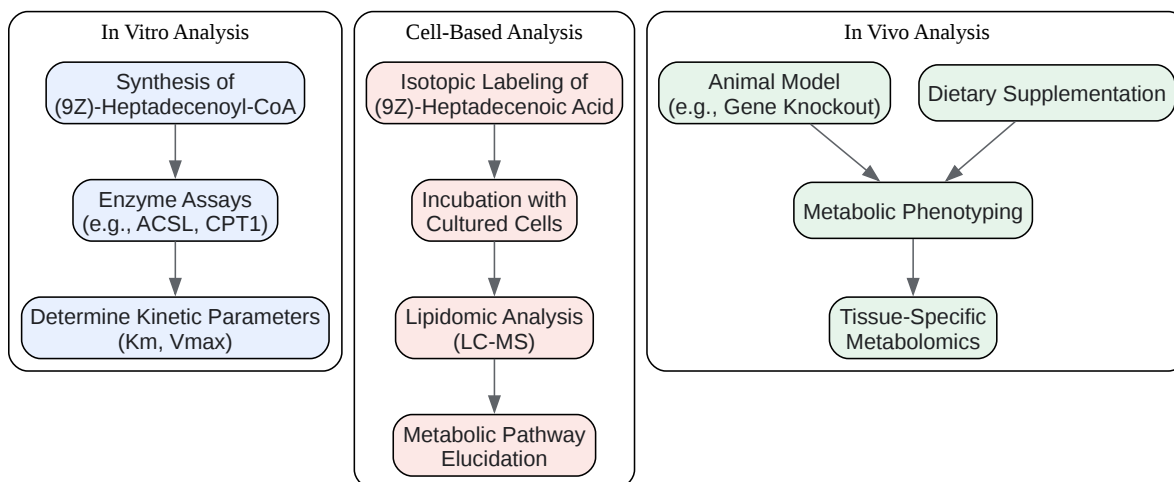 In Vitro Analysis
Synthesis of
(9Z)-Heptadecenoyl-CoA
Enzyme Assays
(e.g., ACSL, CPT1)
Determine Kinetic Parameters
(Km, Vmax)
Cell-Based Analysis
Isotopic Labeling of
(9Z)-Heptadecenoic Acid
Incubation with
Cultured Cells
Lipidomic Analysis
(LC-MS)
Metabolic Pathway
Elucidation
In Vivo Analysis
Animal Model
(e.g., Gene Knockout)
Dietary Supplementation
Metabolic Phenotyping
Tissue-Specific
Metabolomics